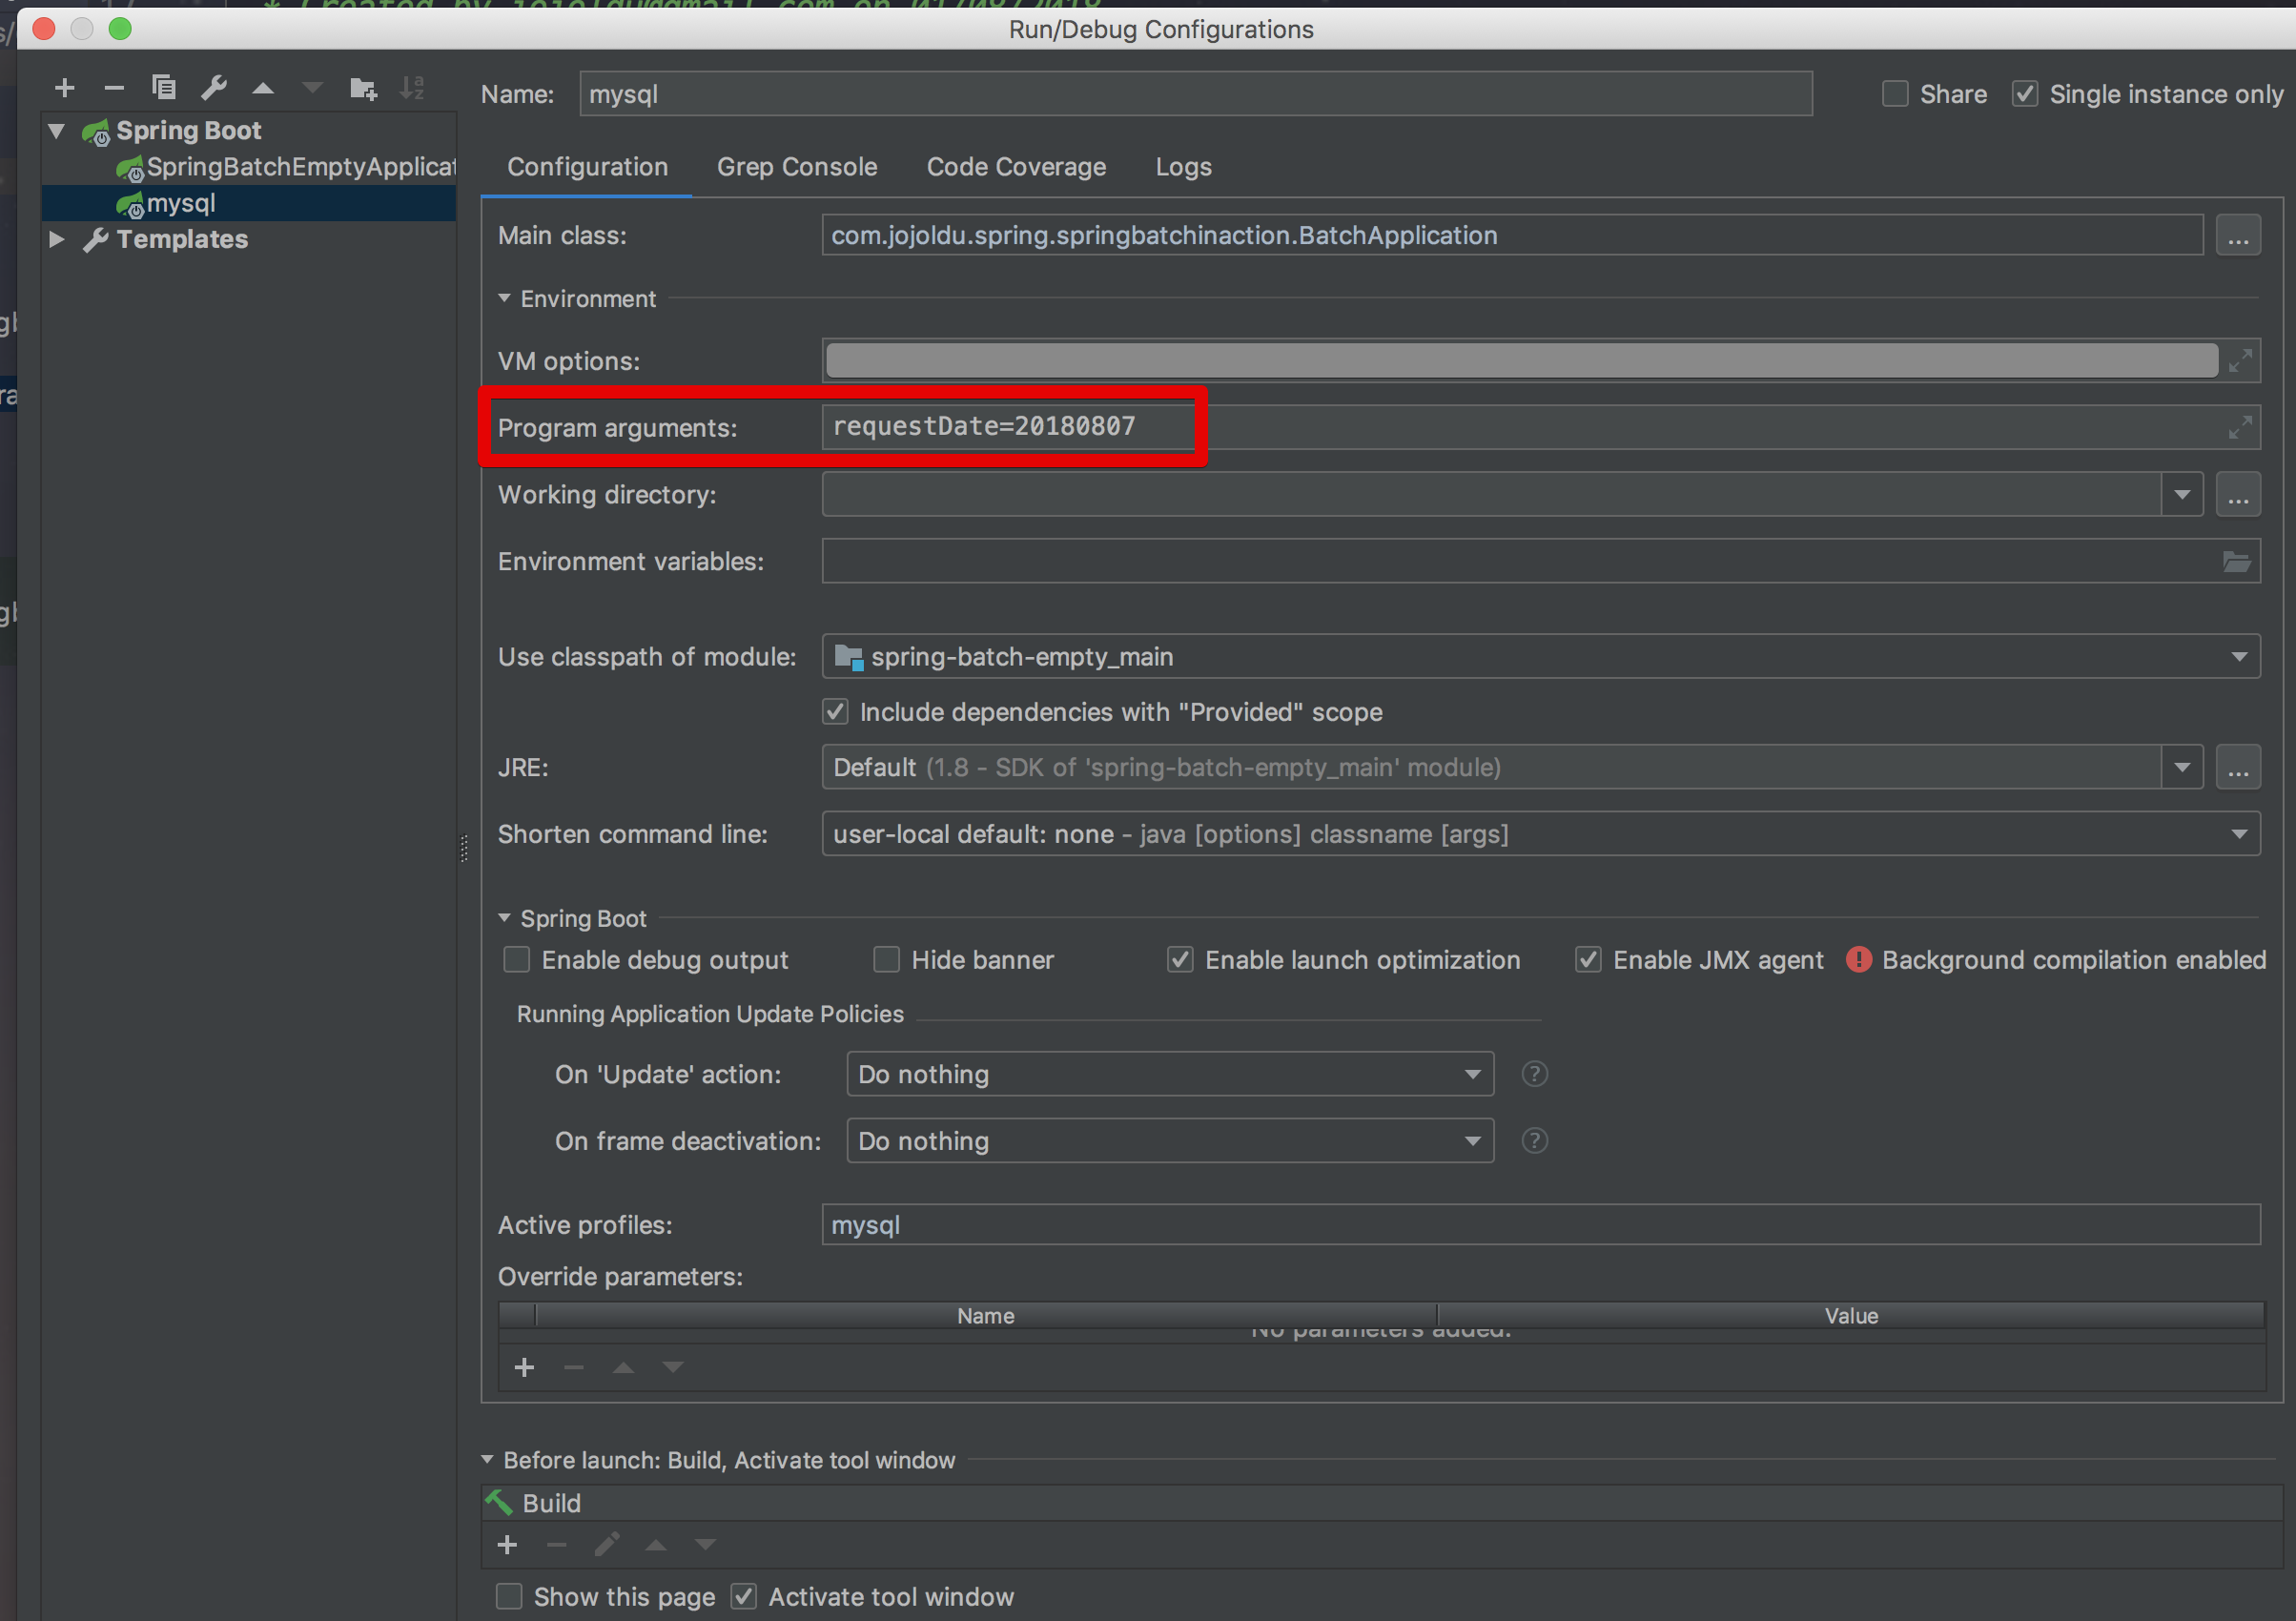 Run/Debug Configurations
Name: mysql
Share
Single instance only
Spring Boot
SpringBatchEmptyApplicat
mysql
Templates
Configuration Grep Console Code Coverage Logs
Main class: com.jojoldu.spring.springbatchinaction.BatchApplication ...
Environment
VM options:
Program arguments: requestDate=20180807
Working directory: ...
Environment variables:
Use classpath of module: spring-batch-empty_main
Include dependencies with "Provided" scope
JRE: Default (1.8 - SDK of 'spring-batch-empty_main' module) ...
Shorten command line: user-local default: none - java [options] classname [args]
Spring Boot
Enable debug output Hide banner Enable launch optimization Enable JMX agent Background compilation enabled
Running Application Update Policies
On 'Update' action: Do nothing ?
On frame deactivation: Do nothing ?
Active profiles: mysql
Override parameters:
Name Value
No parameters added.
Before launch: Build, Activate tool window
Build
Show this page Activate tool window